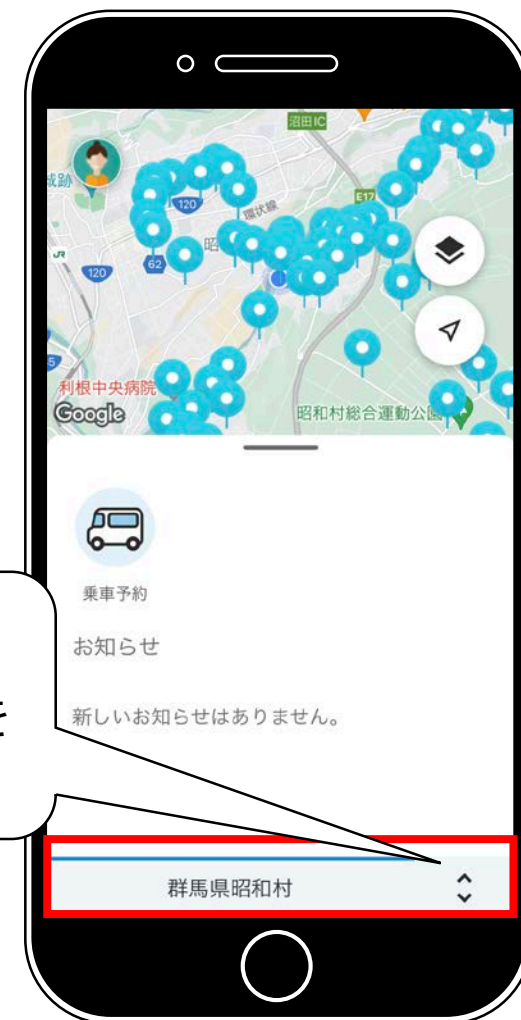 沼田IC
城跡
120
環状線
E17
JR
昭
120
62
5
利根中央病院
Google
昭和村総合運動公園
乗車予約
お知らせ
を
新しいお知らせはありません。
群馬県昭和村